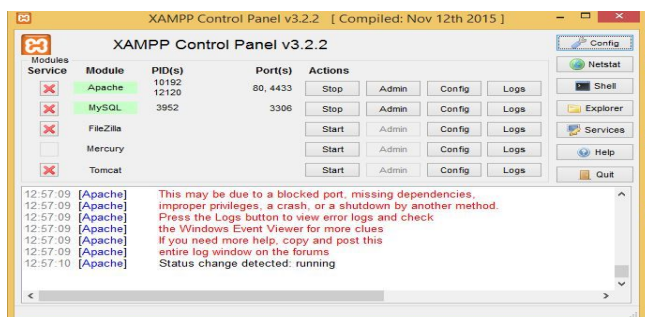 XAMPP Control Panel v3.2.2 [ Compiled: Nov 12th 2015 ]
XAMPP Control Panel v3.2.2
Config
Modules
Service Module PID(s) Port(s) Actions
Netstat
Apache 10192 12120 80, 4433 Stop Admin Config Logs
Shell
MySQL 3952 3306 Stop Admin Config Logs
Explorer
FileZilla Start Admin Config Logs
Services
Mercury Start Admin Config Logs
Help
Tomcat Start Admin Config Logs
Quit
12:57:09 [Apache] This may be due to a blocked port, missing dependencies,
12:57:09 [Apache] improper privileges, a crash, or a shutdown by another method.
12:57:09 [Apache] Press the Logs button to view error logs and check
12:57:09 [Apache] the Windows Event Viewer for more clues
12:57:09 [Apache] If you need more help, copy and post this
12:57:09 [Apache] entire log window on the forums
12:57:10 [Apache] Status change detected: running